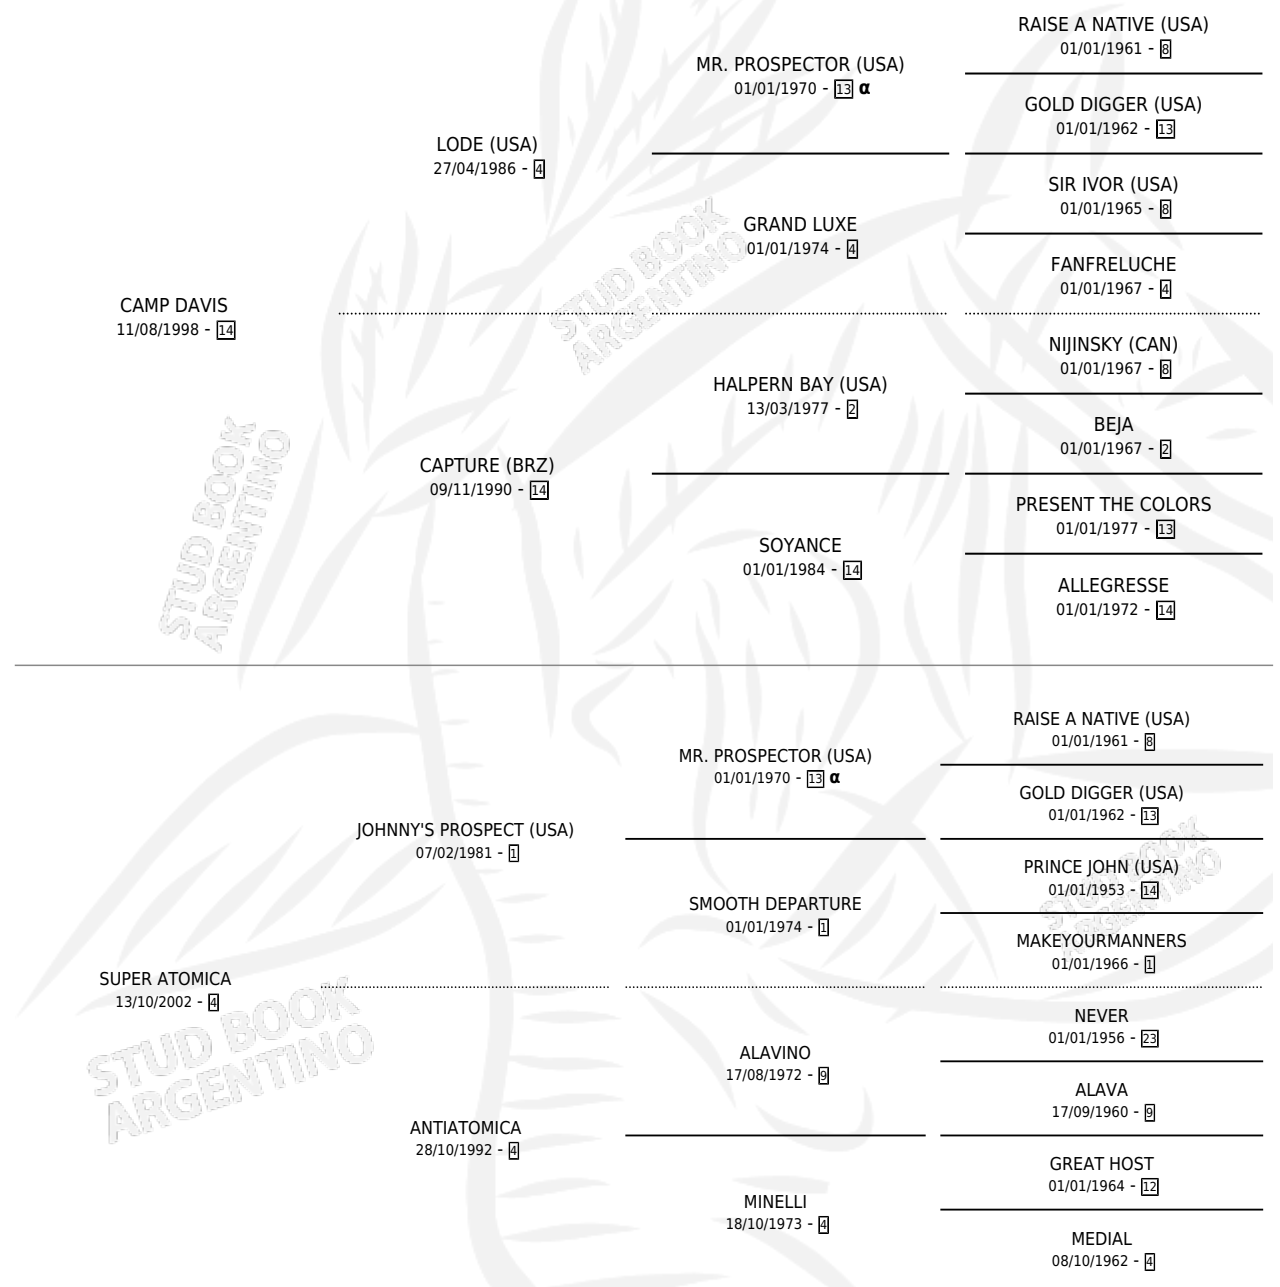 RAISE A NATIVE (USA)
01/01/1961 - 8
MR. PROSPECTOR (USA)
01/01/1970 - 13 α
GOLD DIGGER (USA)
01/01/1962 - 13
LODE (USA)
27/04/1986 - 4
SIR IVOR (USA)
01/01/1965 - 8
GRAND LUXE
01/01/1974 - 4
FANFRELUCHE
01/01/1967 - 4
CAMP DAVIS
11/08/1998 - 14
NIJINSKY (CAN)
01/01/1967 - 8
HALPERN BAY (USA)
13/03/1977 - 2
BEJA
01/01/1967 - 2
CAPTURE (BRZ)
09/11/1990 - 14
PRESENT THE COLORS
01/01/1977 - 13
SOYANCE
01/01/1984 - 14
ALLEGRESSE
01/01/1972 - 14
STUD BOOK
ARGENTINO
STUD BOOK
ARGENTINO
RAISE A NATIVE (USA)
01/01/1961 - 8
MR. PROSPECTOR (USA)
01/01/1970 - 13 α
GOLD DIGGER (USA)
01/01/1962 - 13
JOHNNY'S PROSPECT (USA)
07/02/1981 - 1
PRINCE JOHN (USA)
01/01/1953 - 14
SMOOTH DEPARTURE
01/01/1974 - 1
MAKEYOURMANNERS
01/01/1966 - 1
SUPER ATOMICA
13/10/2002 - 4
NEVER
01/01/1956 - 23
ALAVINO
17/08/1972 - 9
ALAVA
17/09/1960 - 9
ANTIATOMICA
28/10/1992 - 4
GREAT HOST
01/01/1964 - 12
MINELLI
18/10/1973 - 4
MEDIAL
08/10/1962 - 4
STUD BOOK
ARGENTINO
STUD BOOK
ARGENTINO